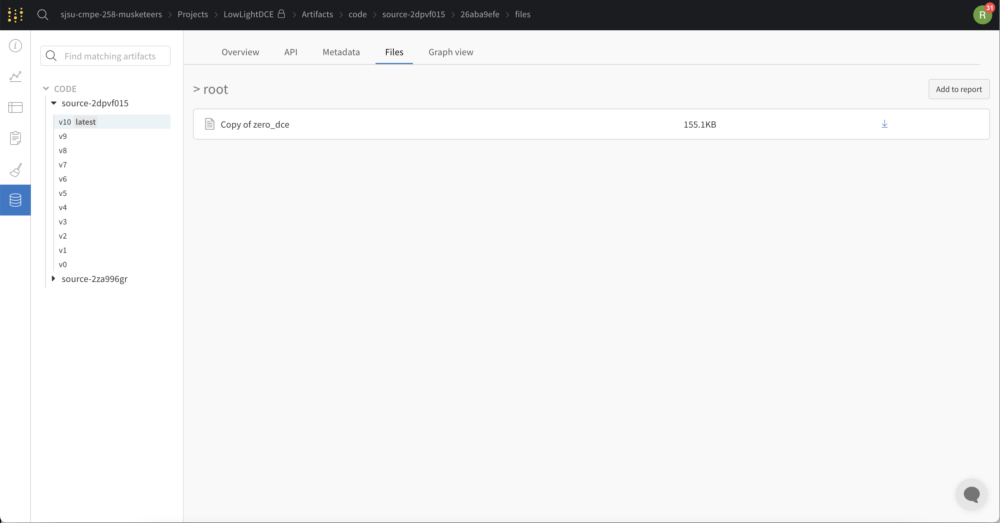 sjsu-cmpe-258-musketeers > Projects > LowLightDCE > Artifacts > code > source-2dpvf015 > 26aba9efe > files
R
31
Find matching artifacts
CODE
source-2dpvf015
v10 latest
v9
v8
v7
v6
v5
v4
v3
v2
v1
v0
source-2za996gr
Overview API Metadata Files Graph view
> root
Add to report
Copy of zero_dce 155.1KB